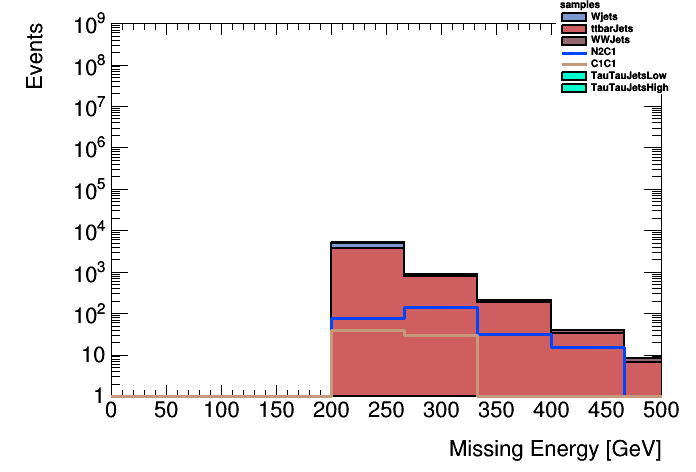 samples
Wjets
ttbarJets
WWJets
N2C1
C1C1
TauTauJetsLow
TauTauJetsHigh
Events
10⁹
10⁸
10⁷
10⁶
10⁵
10⁴
10³
10²
10
1
0 50 100 150 200 250 300 350 400 450 500
Missing Energy [GeV]